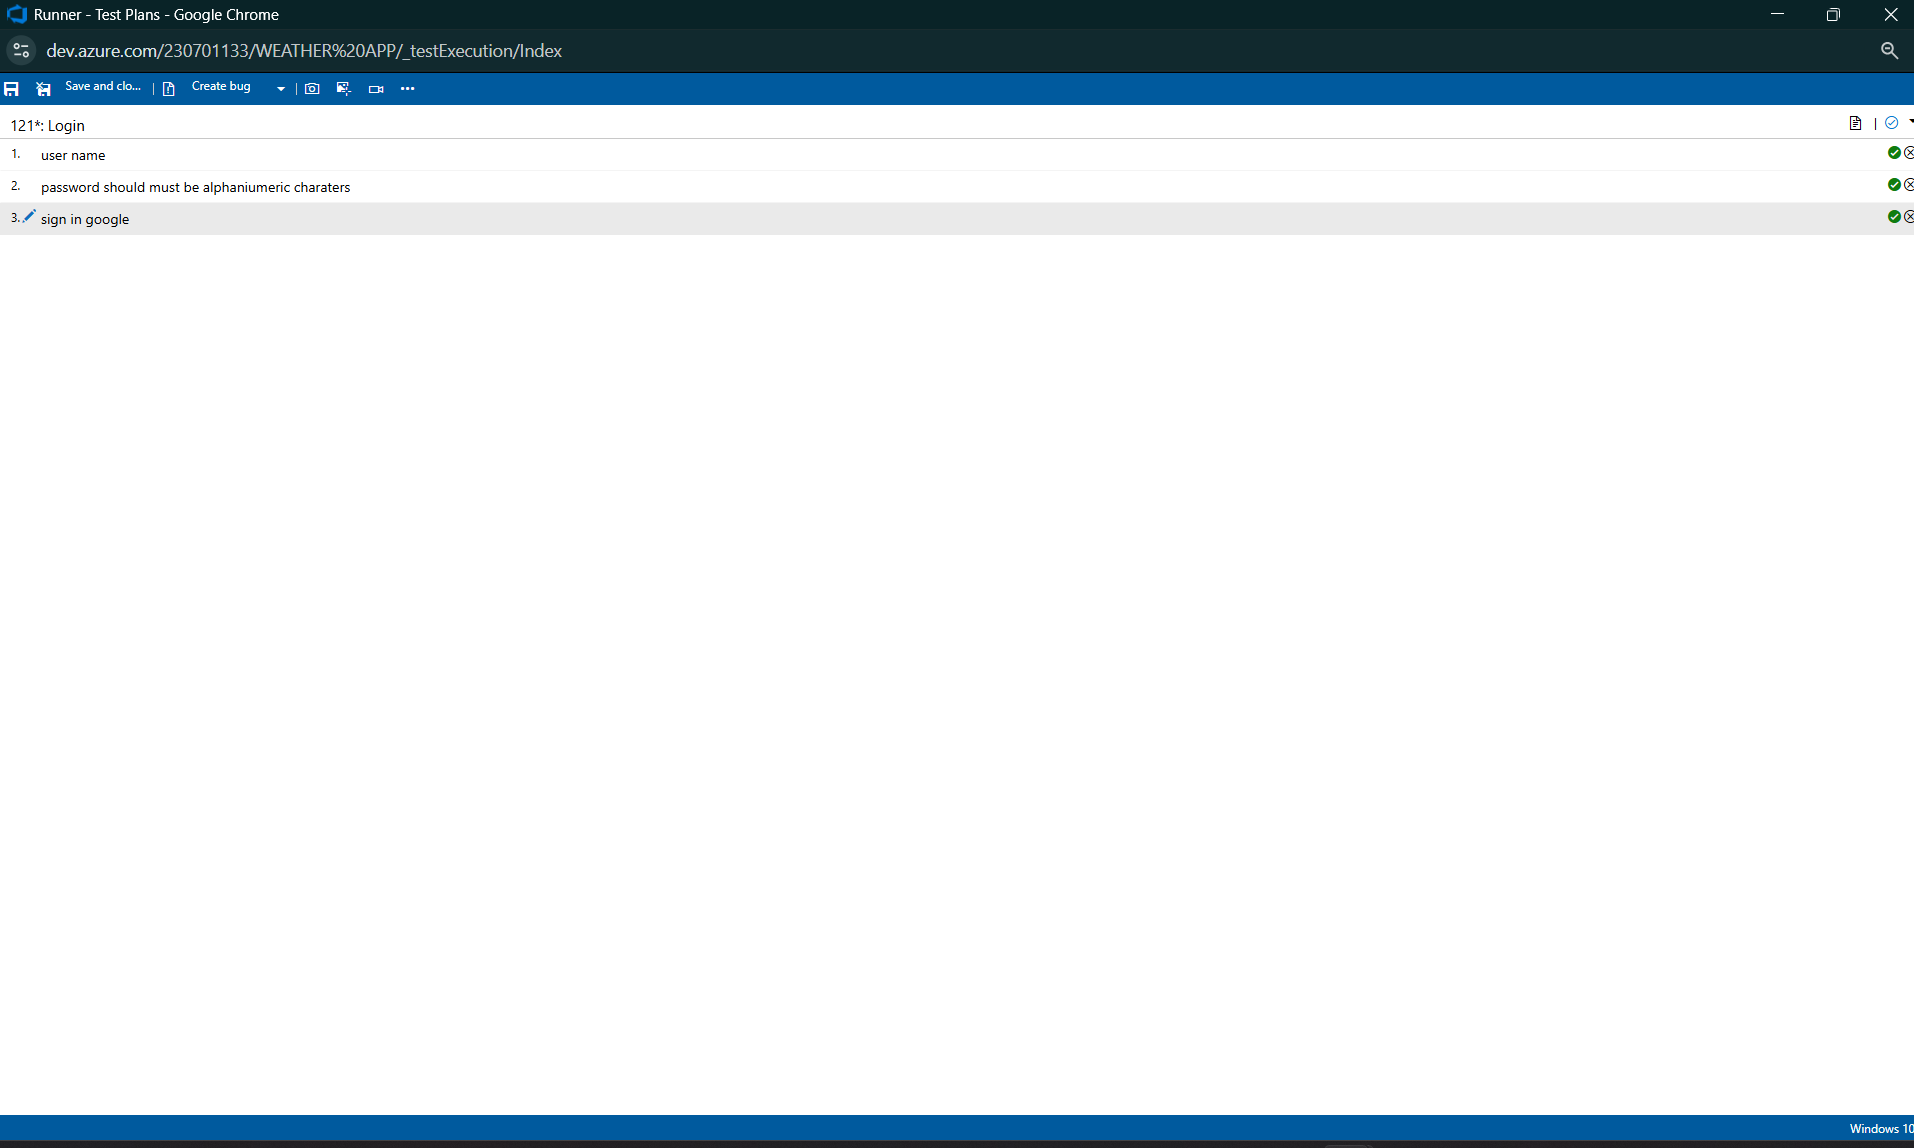 Runner - Test Plans - Google Chrome
dev.azure.com/230701133/WEATHER%20APP/_testExecution/Index
Save and clo... | Create bug |
121*: Login
1. user name
2. password should must be alphaniumeric charaters
3. sign in google
Windows 10